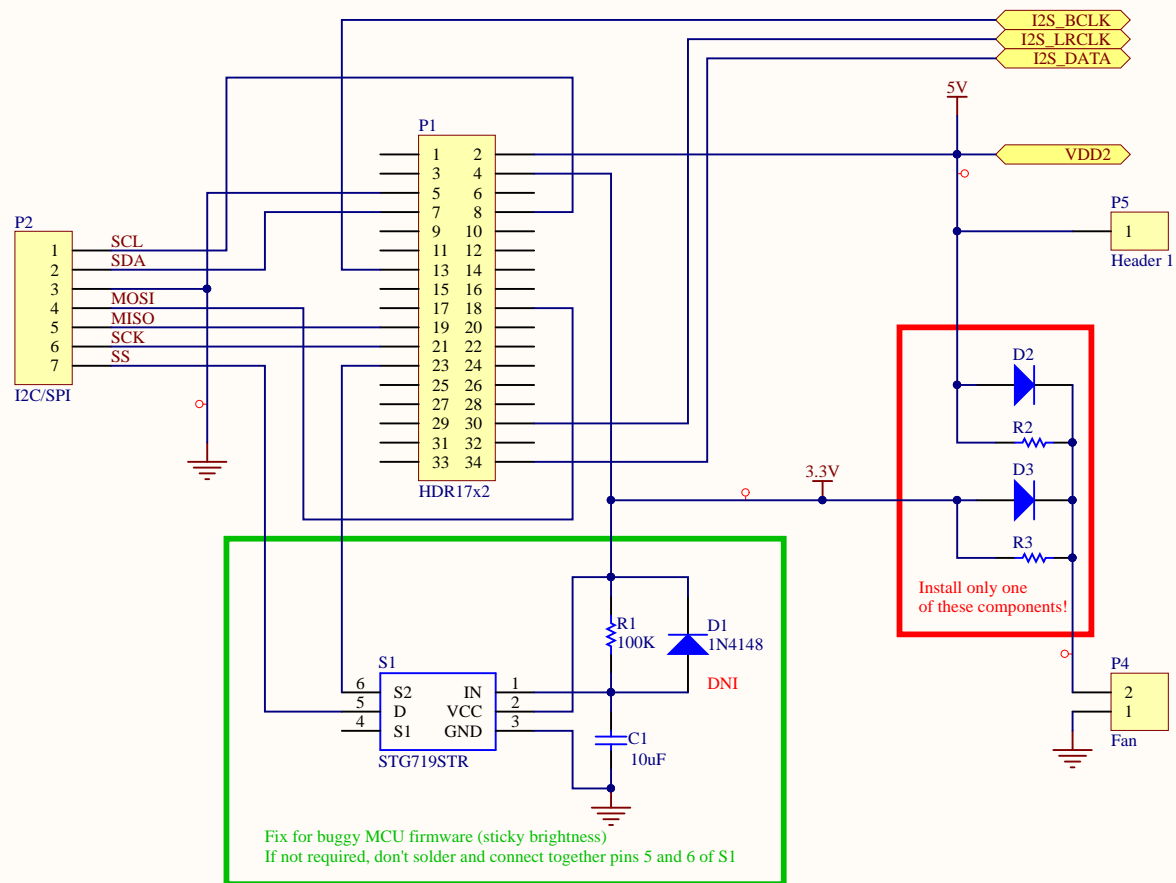 I2S_BCLK
I2S_LRCLK
I2S_DATA
5V
VDD2
P1
1 2
3 4
5 6
7 8
9 10
11 12
13 14
15 16
17 18
19 20
21 22
23 24
25 26
27 28
29 30
31 32
33 34
HDR17x2
P2
1 SCL
2 SDA
3
4 MOSI
5 MISO
6 SCK
7 SS
I2C/SPI
P5
1
Header 1
D2
R2
D3
R3
3.3V
Install only one
of these components!
P4
2
1
Fan
R1
100K
D1
1N4148
DNI
S1
6 S2 IN 1
5 D VCC 2
4 S1 GND 3
STG719STR
C1
10uF
Fix for buggy MCU firmware (sticky brightness)
If not required, don't solder and connect together pins 5 and 6 of S1